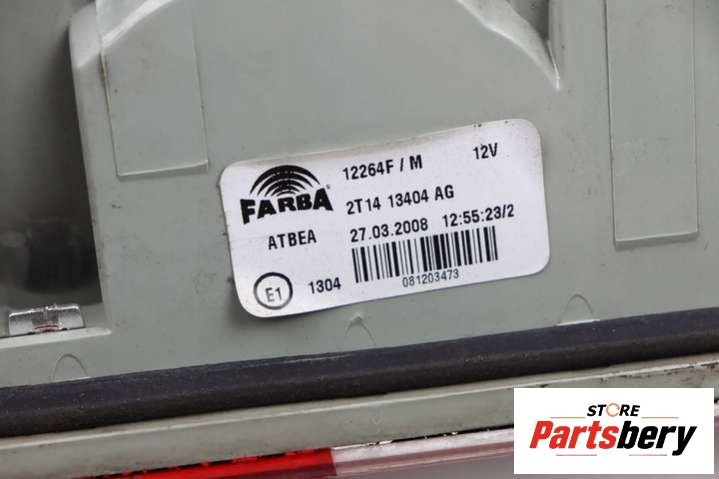 FARBA
12264F / M 12V
2T14 13404 AG
ATBEA 27.03.2008 12:55:23/2
E1 1304
081203473
STORE
Partsbery